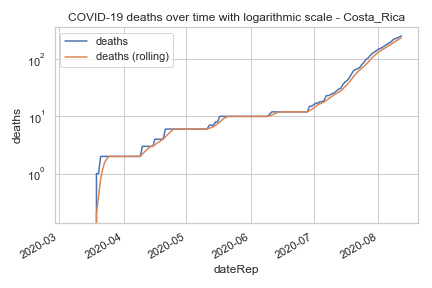 COVID-19 deaths over time with logarithmic scale - Costa_Rica
deaths
deaths (rolling)
10²
10¹
10⁰
deaths
2020-03
2020-04
2020-05
2020-06
2020-07
2020-08
dateRep